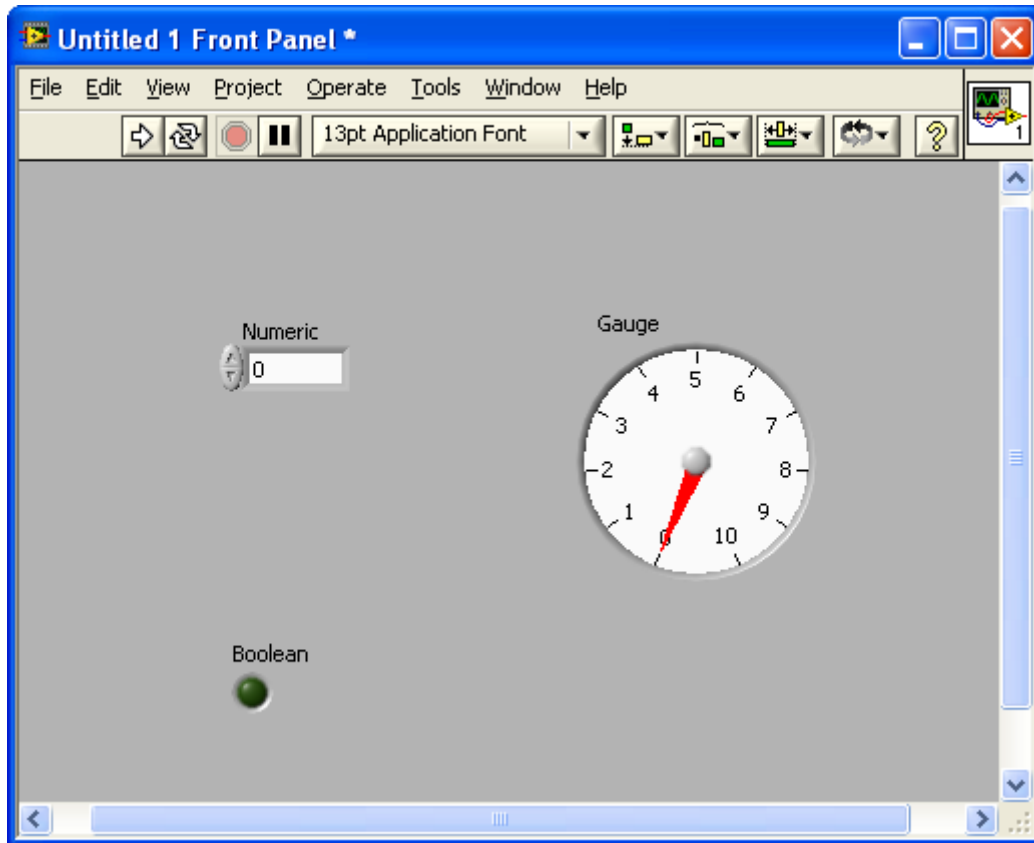 Untitled 1 Front Panel *
File Edit View Project Operate Tools Window Help
13pt Application Font
?
1
Numeric
0
Gauge
0
1
2
3
4
5
6
7
8
9
10
Boolean